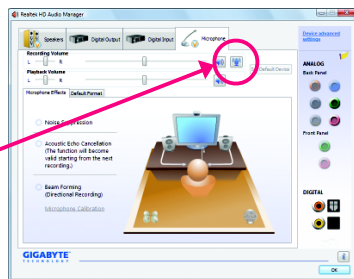 Realtek HD Audio Manager
Speakers
Digital Output
Digital Input
Microphone
Device advanced settings
Recording Volume
L R
Set Default Device
Playback Volume
L R
ANALOG
Back Panel
Microphone Effects
Default Format
Noise Suppression
Acoustic Echo Cancellation
(The function will become
valid starting from the next
recording.)
Front Panel
Beam Forming
(Directional Recording)
Microphone Calibration
DIGITAL
GIGABYTE
TECHNOLOGY
OK